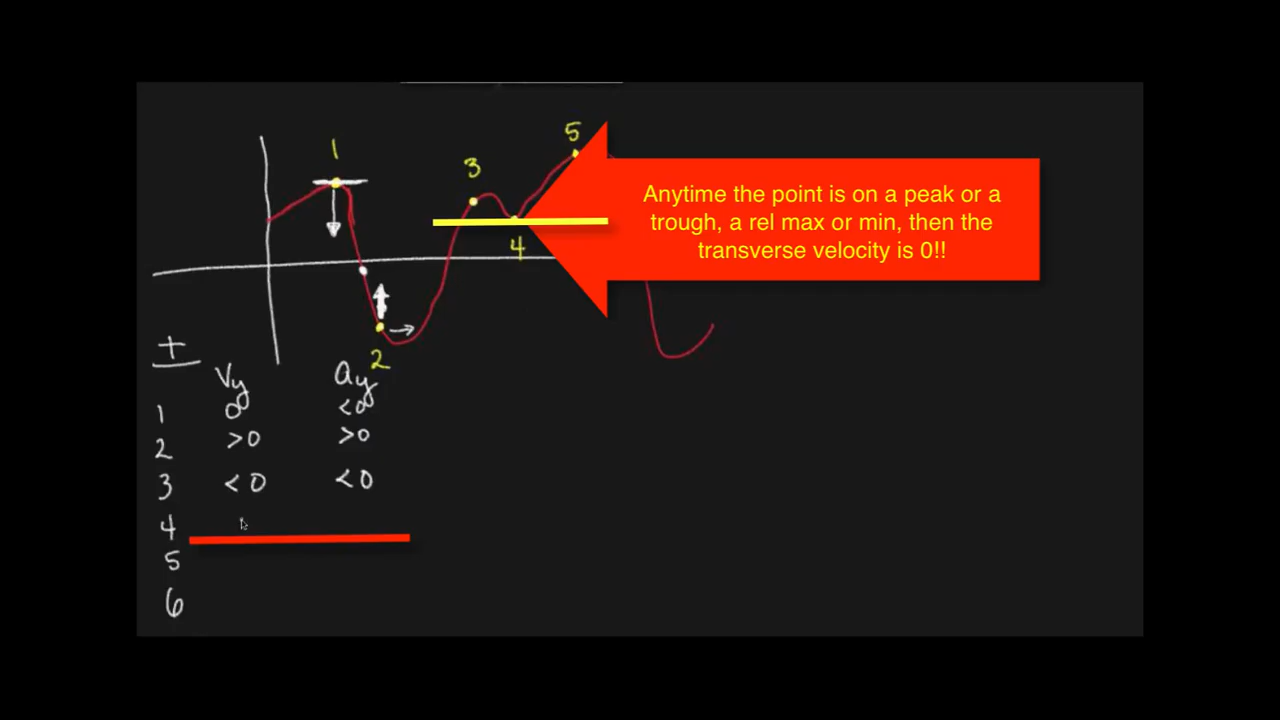 5
1
3
Anytime the point is on a peak or a
trough, a rel max or min, then the
transverse velocity is 0!!
4
2
+
Vy ay
1 0 <0
2 >0 >0
3 <0 <0
4
5
6